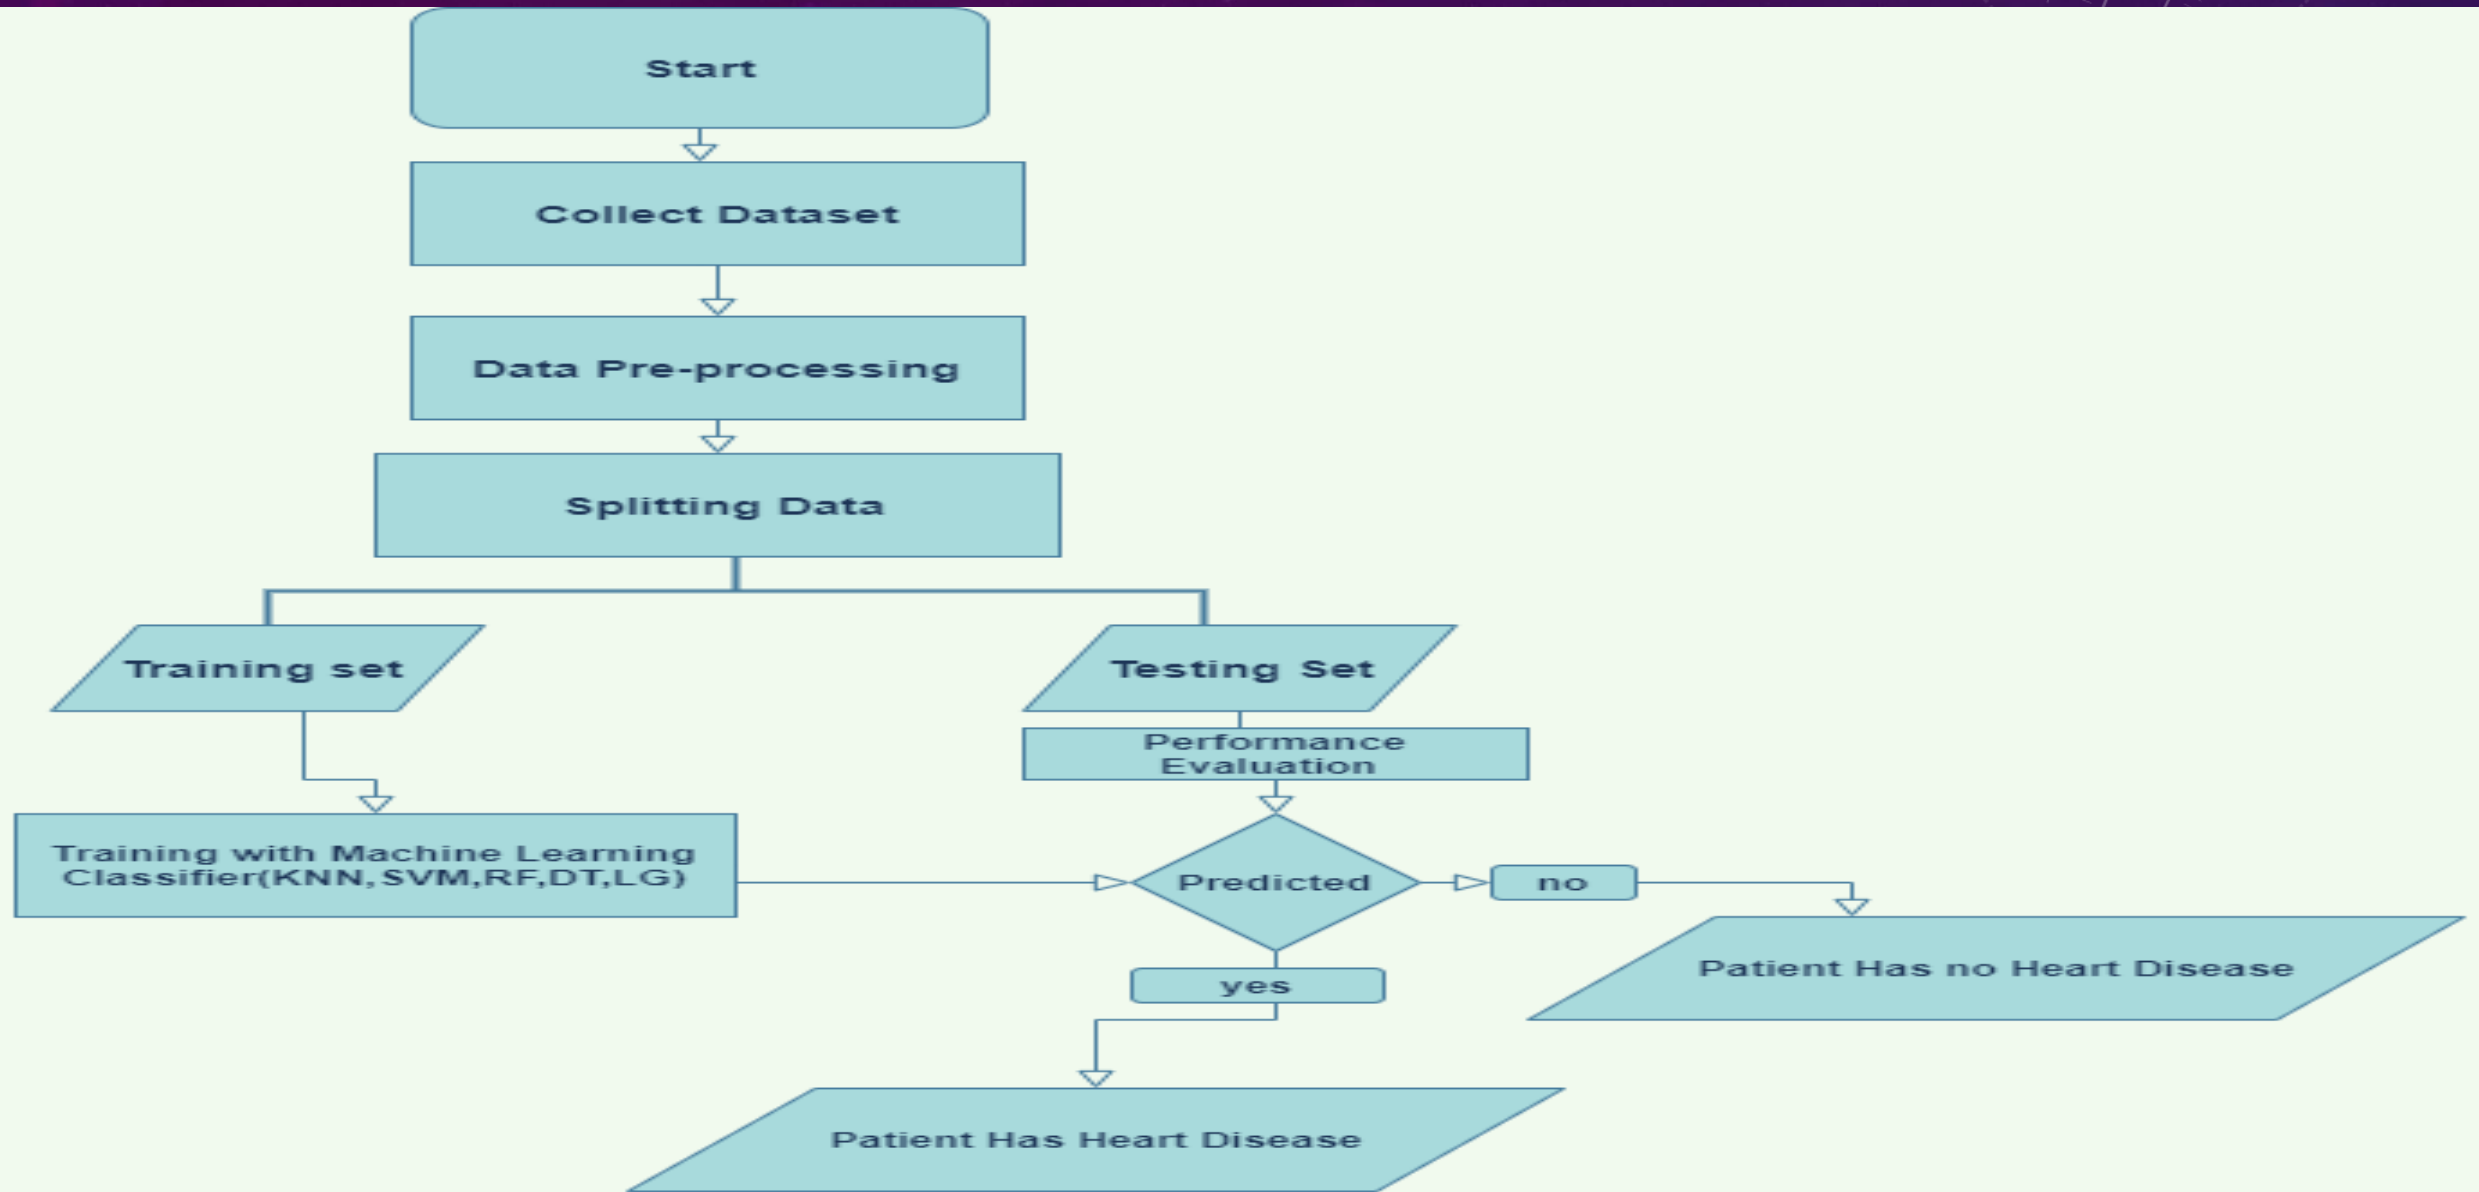 Start
Collect Dataset
Data Pre-processing
Splitting Data
Training set
Testing Set
Performance
Evaluation
Training with Machine Learning
Classifier(KNN,SVM,RF,DT,LG)
Predicted
no
yes
Patient Has no Heart Disease
Patient Has Heart Disease